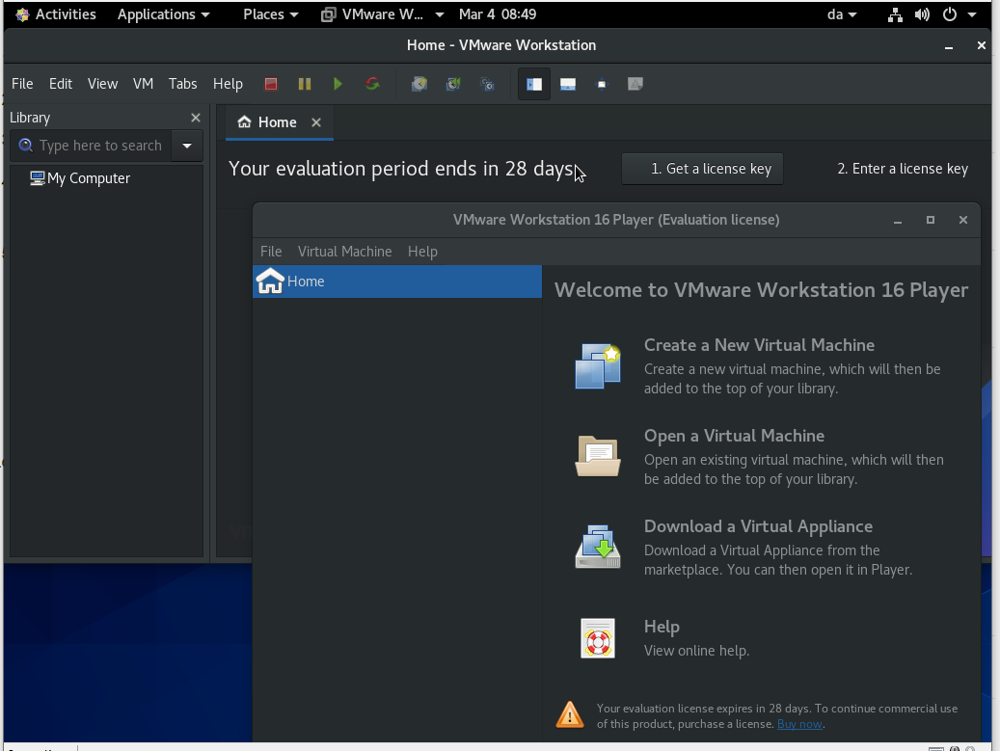 Activities Applications Places VMware W... Mar 4 08:49 da
Home - VMware Workstation
File Edit View VM Tabs Help
Library
Home
Type here to search
My Computer
Your evaluation period ends in 28 days.
1. Get a license key
2. Enter a license key
VMware Workstation 16 Player (Evaluation license)
File Virtual Machine Help
Home
Welcome to VMware Workstation 16 Player
Create a New Virtual Machine
Create a new virtual machine, which will then be
added to the top of your library.
Open a Virtual Machine
Open an existing virtual machine, which will then
be added to the top of your library.
Download a Virtual Appliance
Download a Virtual Appliance from the
marketplace. You can then open it in Player.
Help
View online help.
Your evaluation license expires in 28 days. To continue commercial use
of this product, purchase a license. Buy now.